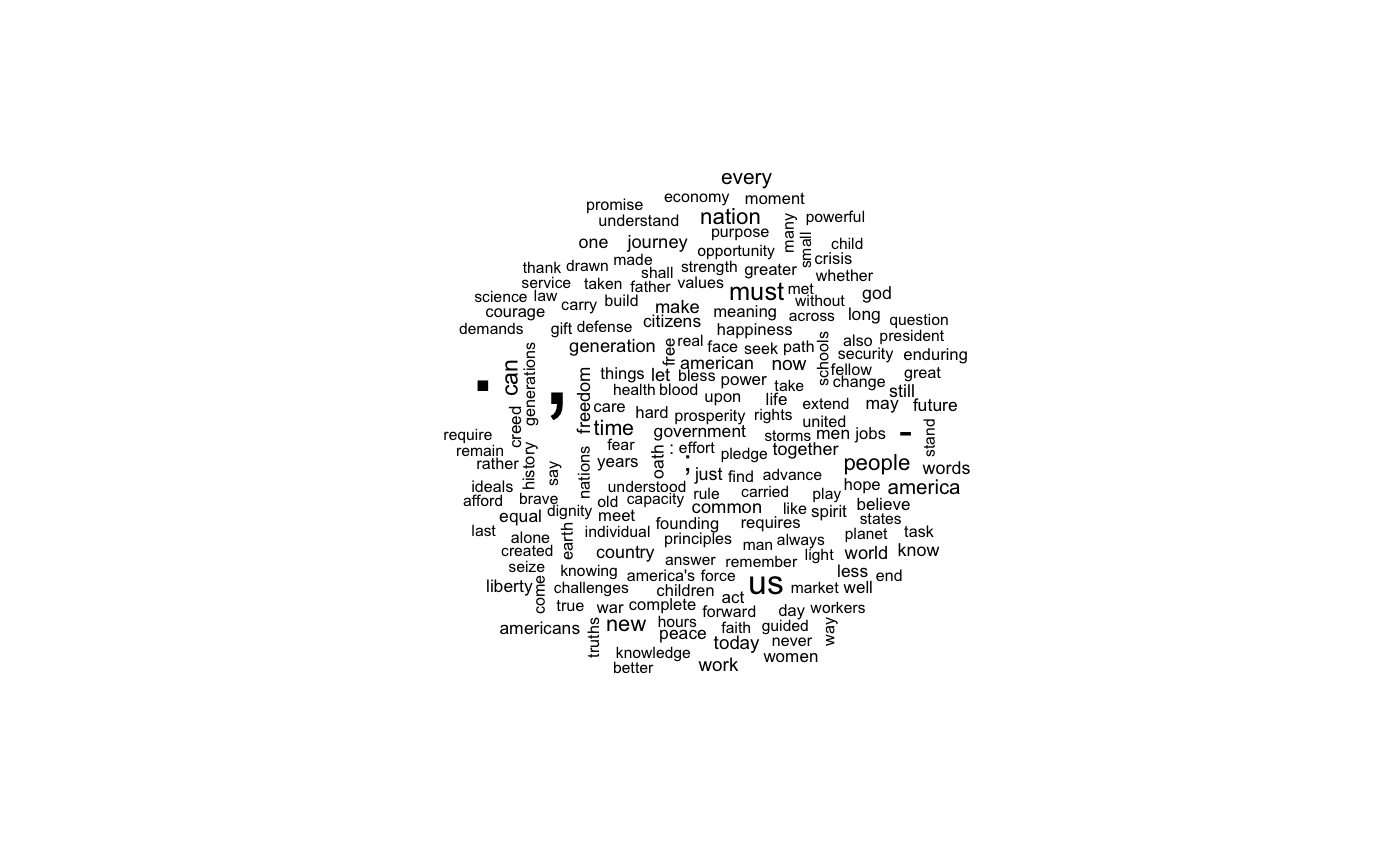 every
promise economy moment
understand nation many powerful
one journey purpose small child
opportunity crisis
thank drawn made shall strength greater whether
service taken father values must met god
science law carry build make meaning without
courage citizens across long question
demands gift defense happiness
generation free real face seek path schools also president
security enduring
. can generations , freedom things let american now fellow great
health blood bless power take change still
creed care hard upon life extend may future
prosperity rights united
require time government storms men jobs - stand
remain history fear oath : effort pledge together
rather say nations years ; just find advance people words
ideals understood rule carried play hope america
afford brave old capacity
equal dignity meet common like spirit believe
last earth individual founding requires states
alone principles man always planet task
created country answer remember light world know
seize knowing america's force us less end
liberty come challenges children act market well
true war complete forward day workers
americans truths new hours faith guided way
peace today never
knowledge women
better work